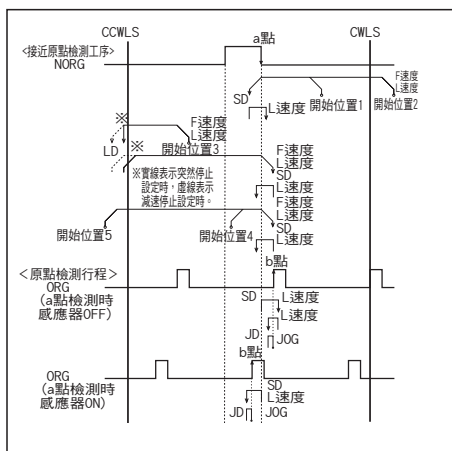 CCWLS
CWLS
a點
<接近原點檢測工序>
NORG
F速度
L速度
SD
L速度
開始位置1
開始位置2
※
F速度
L速度
LD
※
開始位置3
F速度
L速度
SD
※實線表示突然停止
設定時，虛線表示
減速停止設定時。
L速度
F速度
L速度
SD
開始位置5
開始位置4
L速度
<原點檢測行程>
b點
ORG
(a點檢測時
感應器OFF)
SD
L速度
L速度
JD
JOG
b點
ORG
(a點檢測時
感應器ON)
SD
L速度
JD
JOG